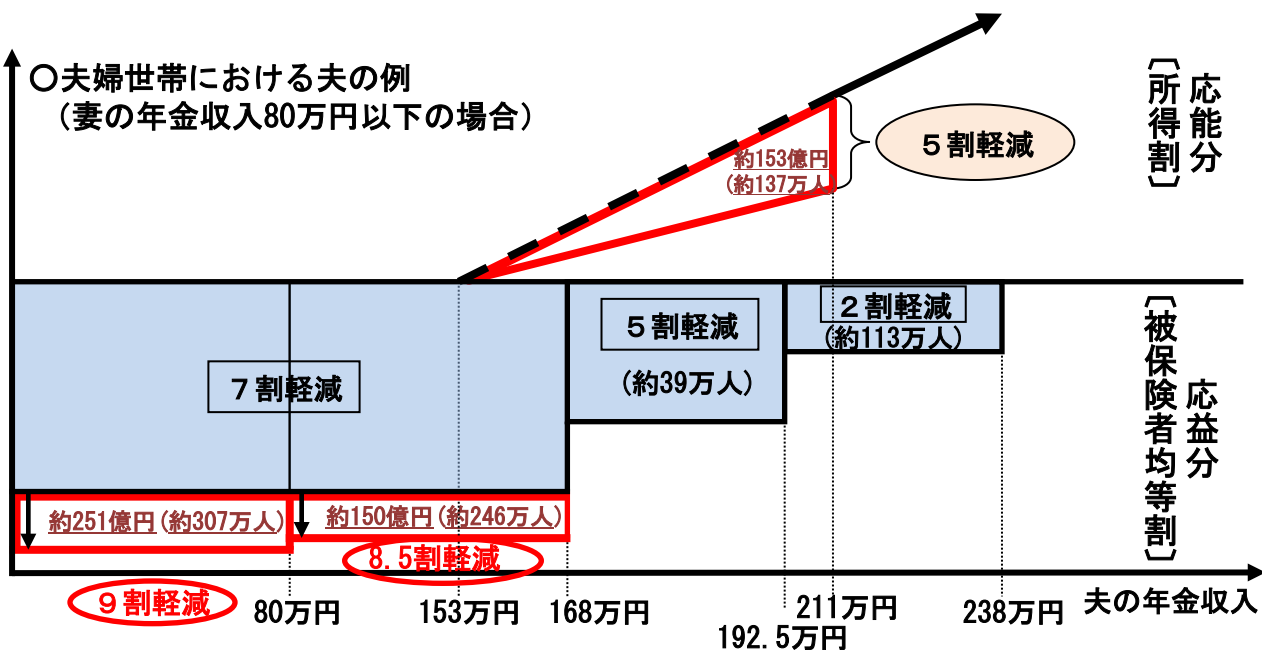 ○夫婦世帯における夫の例
（妻の年金収入80万円以下の場合）
約153億円
(約137万人)
５割軽減
応能分
〔所得割〕
７割軽減
５割軽減
(約39万人)
２割軽減
(約113万人)
応益分
〔被保険者均等割〕
約251億円(約307万人)
約150億円(約246万人)
9割軽減
8.5割軽減
80万円
153万円
168万円
192.5万円
211万円
238万円
夫の年金収入